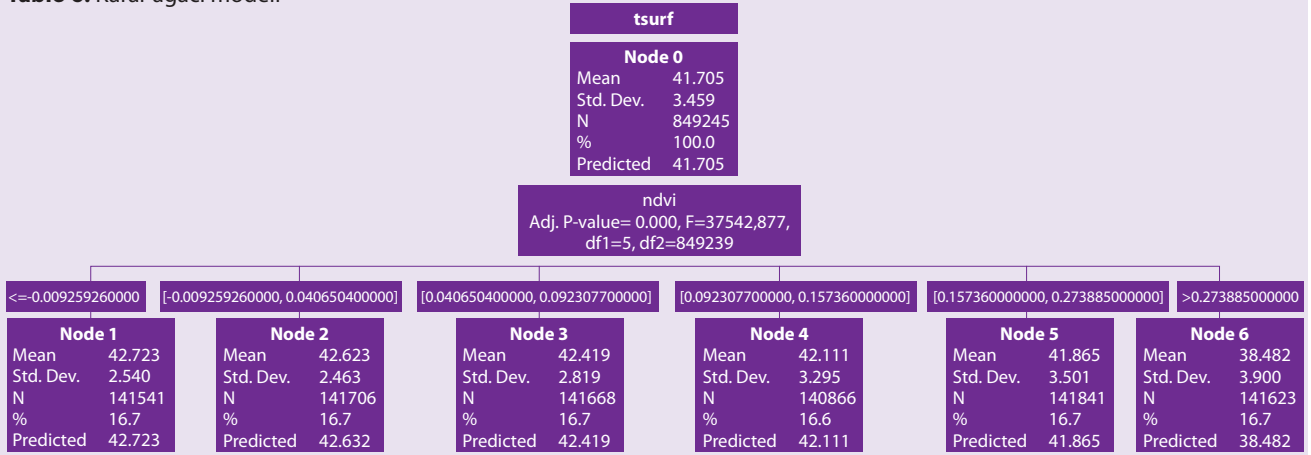 tsurf
Node 0
Mean 41.705
Std. Dev. 3.459
N 849245
% 100.0
Predicted 41.705
ndvi
Adj. P-value= 0.000, F=37542,877,
df1=5, df2=849239
<=-0.009259260000
[-0.009259260000, 0.040650400000]
[0.040650400000, 0.092307700000]
[0.092307700000, 0.157360000000]
[0.157360000000, 0.273885000000]
>0.273885000000
Node 1
Mean 42.723
Std. Dev. 2.540
N 141541
% 16.7
Predicted 42.723
Node 2
Mean 42.623
Std. Dev. 2.463
N 141706
% 16.7
Predicted 42.632
Node 3
Mean 42.419
Std. Dev. 2.819
N 141668
% 16.7
Predicted 42.419
Node 4
Mean 42.111
Std. Dev. 3.295
N 140866
% 16.6
Predicted 42.111
Node 5
Mean 41.865
Std. Dev. 3.501
N 141841
% 16.7
Predicted 41.865
Node 6
Mean 38.482
Std. Dev. 3.900
N 141623
% 16.7
Predicted 38.482